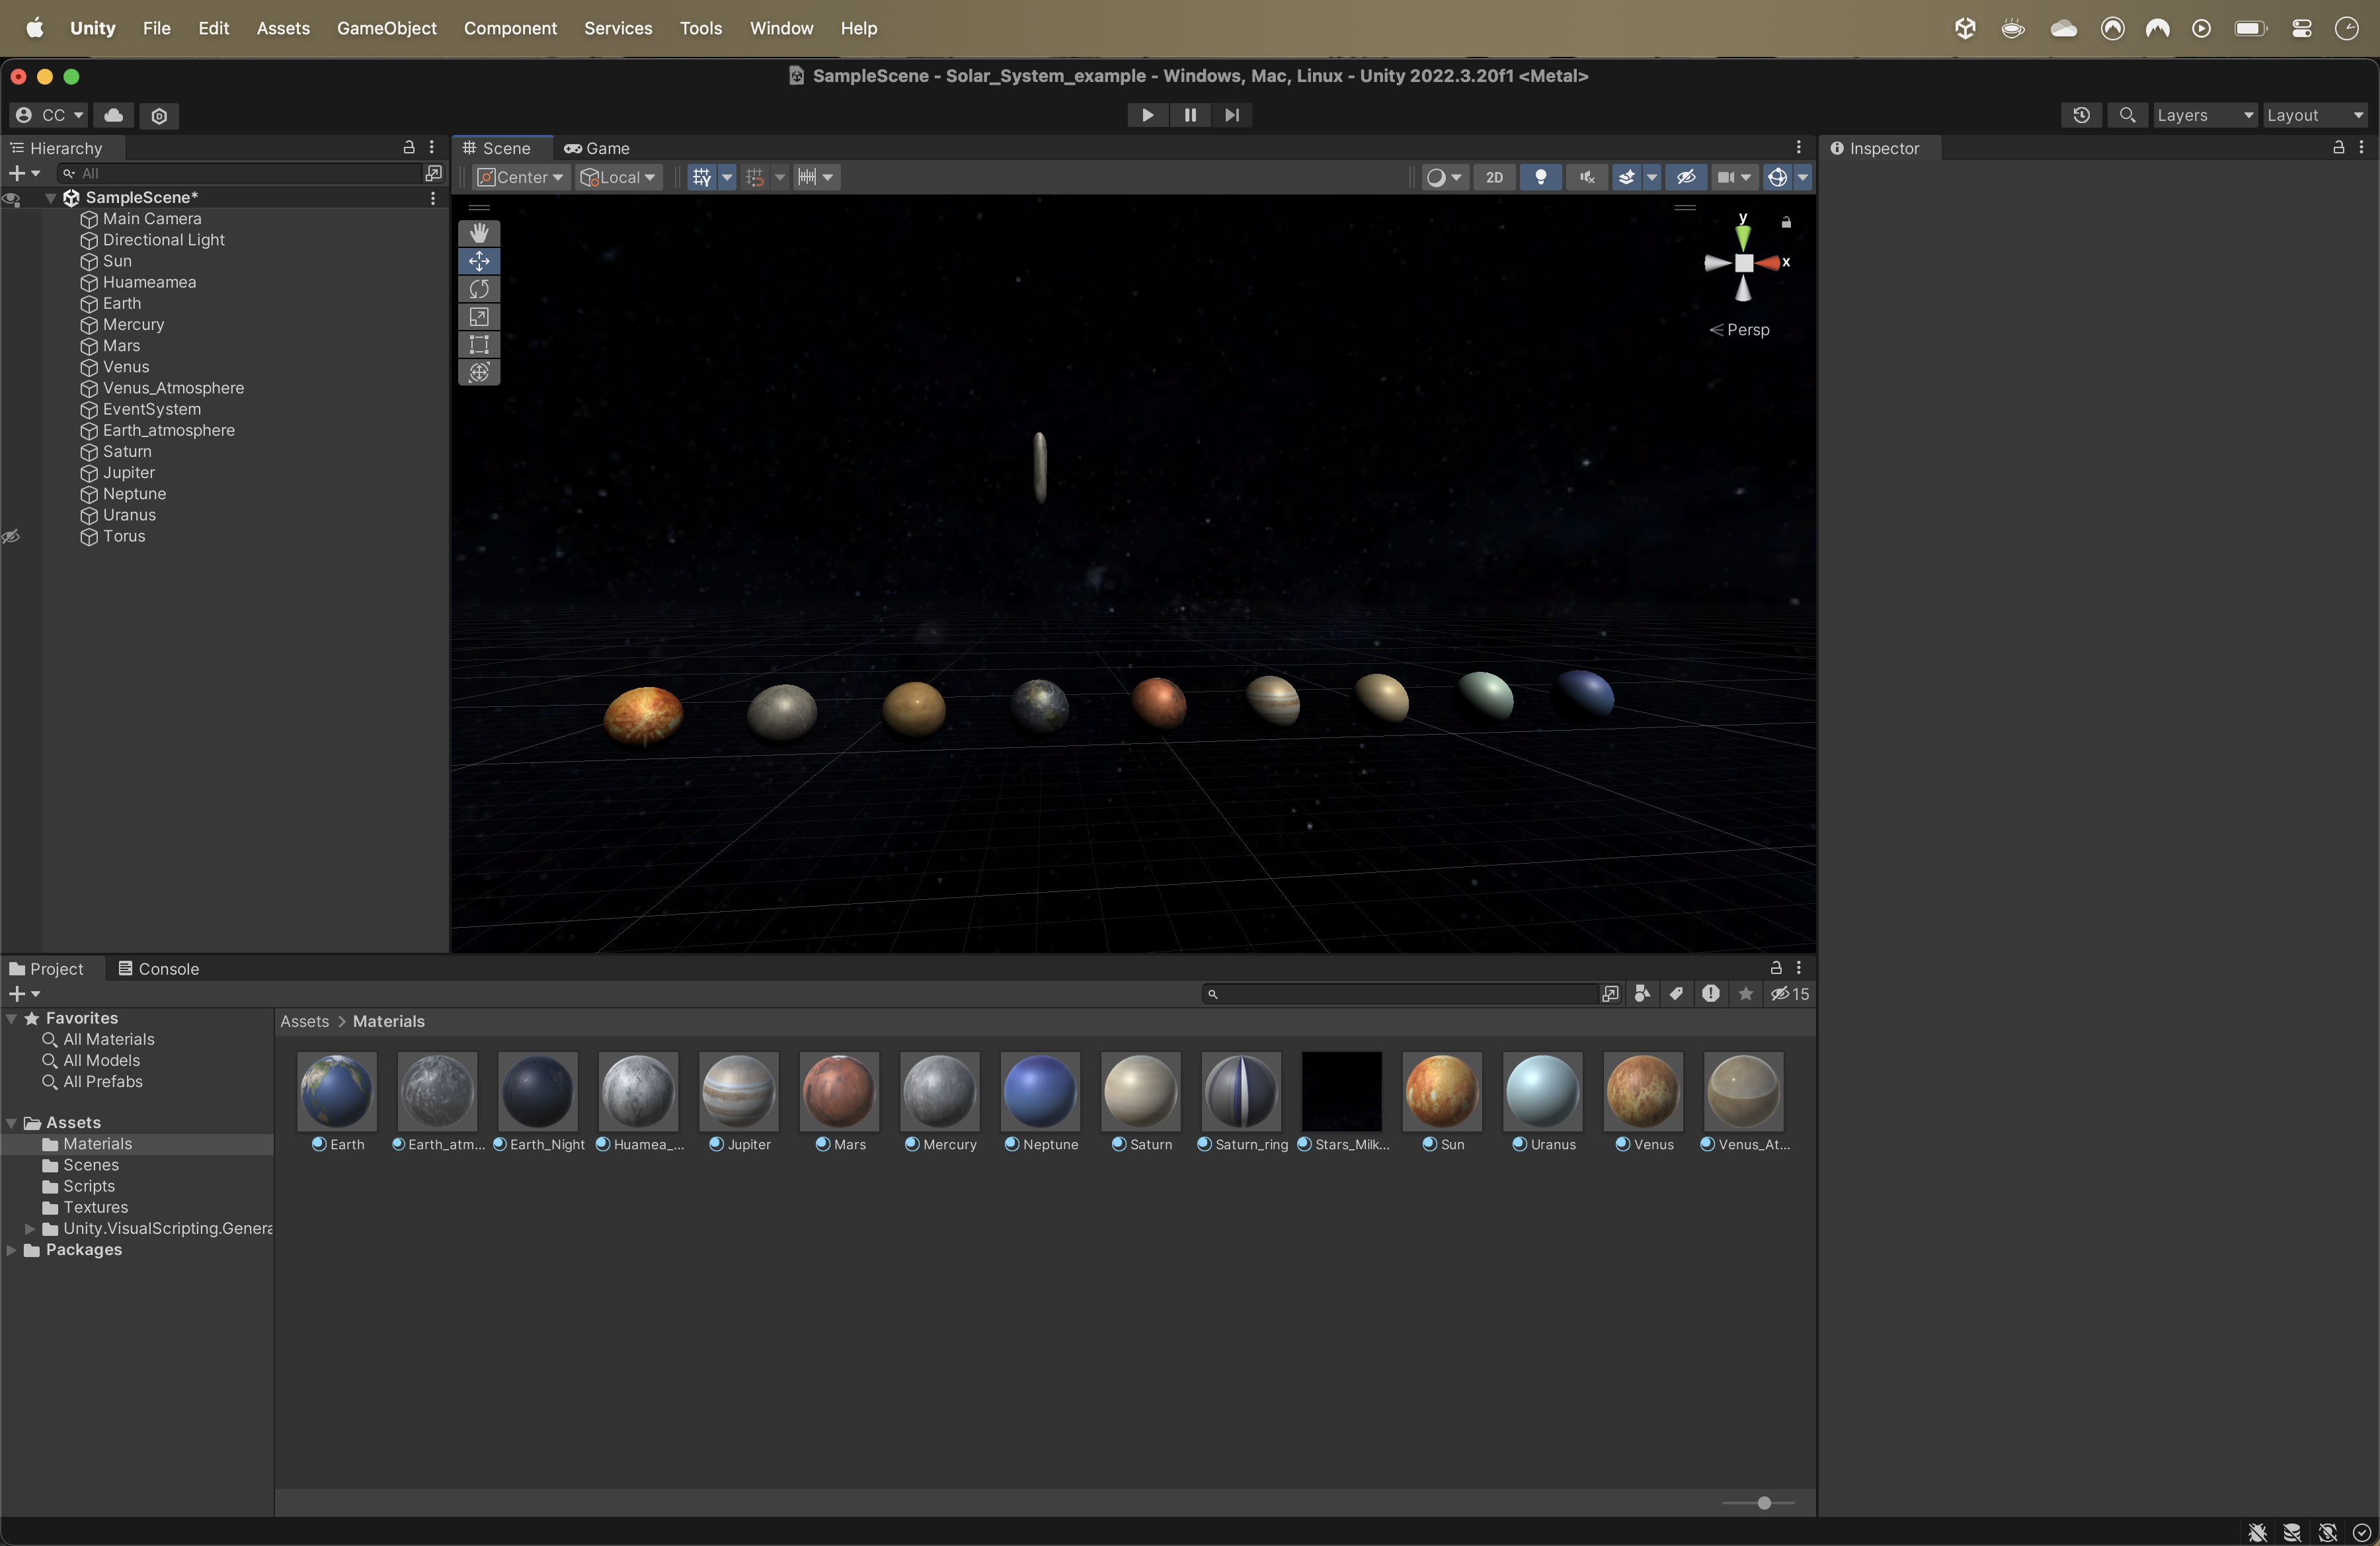 Unity File Edit Assets GameObject Component Services Tools Window Help
SampleScene - Solar_System_example - Windows, Mac, Linux - Unity 2022.3.20f1 <Metal>
CC
Layers
Layout
Hierarchy
All
SampleScene*
Main Camera
Directional Light
Sun
Huameamea
Earth
Mercury
Mars
Venus
Venus_Atmosphere
EventSystem
Earth_atmosphere
Saturn
Jupiter
Neptune
Uranus
Torus
Scene
Game
Center
Local
2D
y
x
Persp
Inspector
Project
Console
15
Favorites
All Materials
All Models
All Prefabs
Assets
Materials
Scenes
Scripts
Textures
Unity.VisualScripting.Genera
Packages
Assets > Materials
Earth
Earth_atm...
Earth_Night
Huamea_...
Jupiter
Mars
Mercury
Neptune
Saturn
Saturn_ring
Stars_Milk...
Sun
Uranus
Venus
Venus_At...